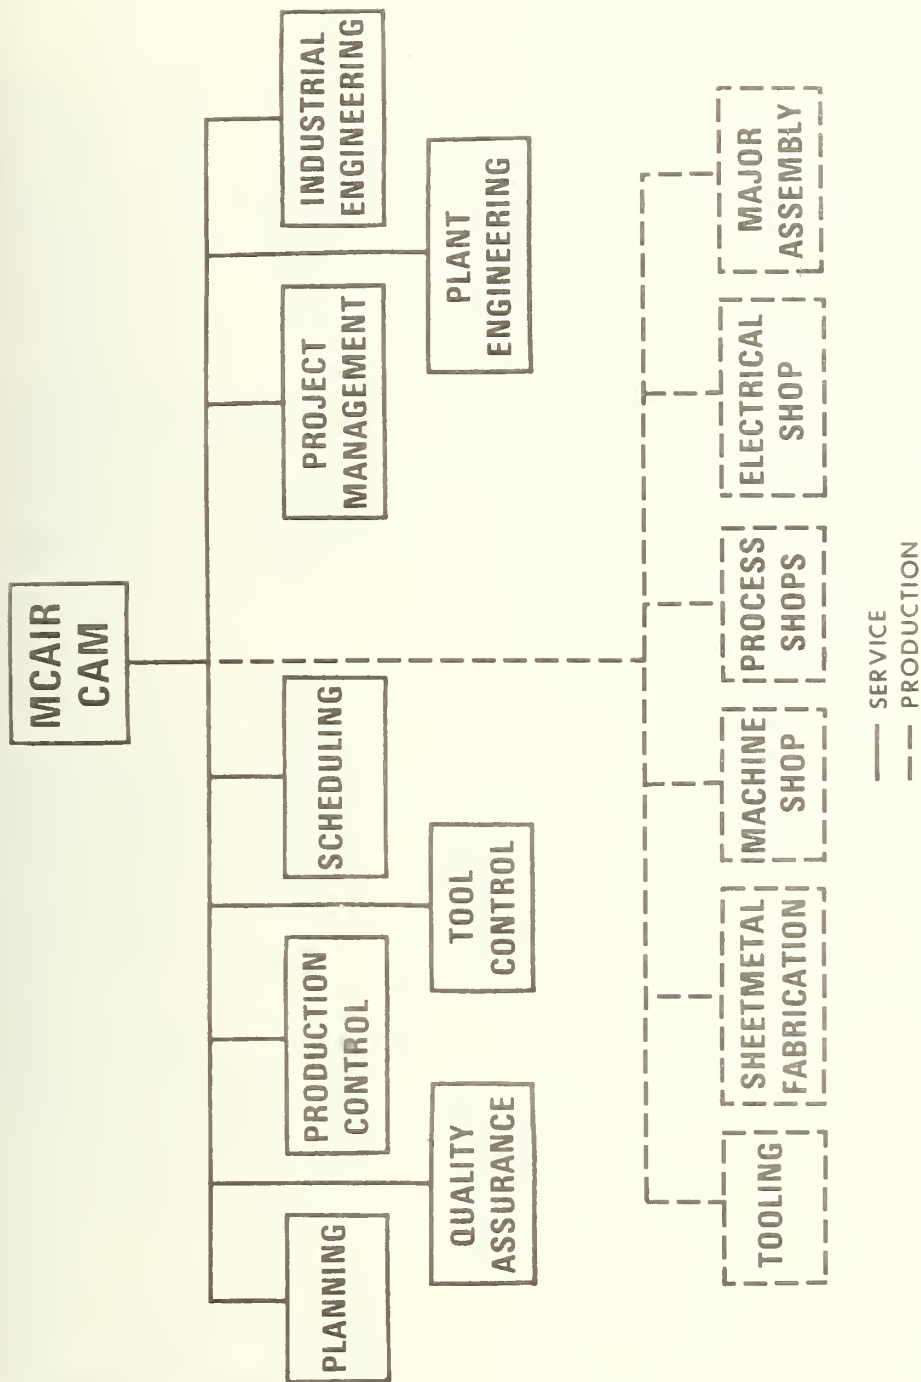 MCAIR
CAM
PLANNING
QUALITY
ASSURANCE
PRODUCTION
CONTROL
TOOL
CONTROL
SCHEDULING
PROJECT
MANAGEMENT
PLANT
ENGINEERING
INDUSTRIAL
ENGINEERING
TOOLING
SHEETMETAL
FABRICATION
MACHINE
SHOP
PROCESS
SHOPS
ELECTRICAL
SHOP
MAJOR
ASSEMBLY
SERVICE
PRODUCTION